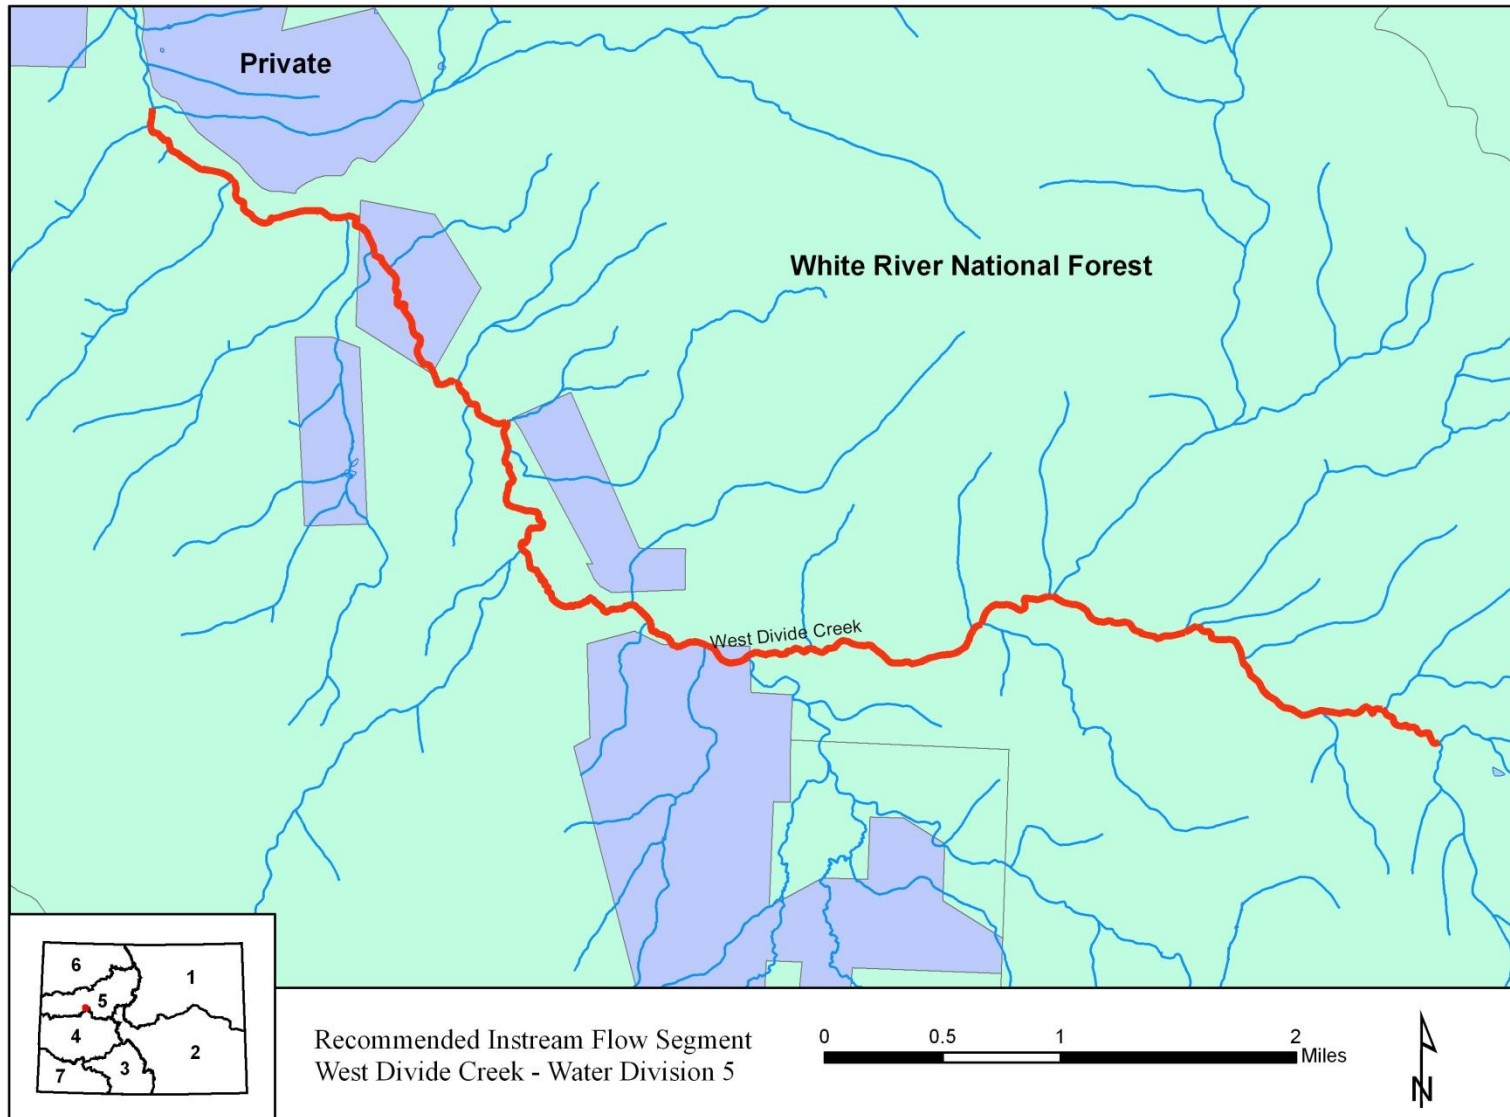 Private
White River National Forest
West Divide Creek
6
1
5
4
2
3
7
Recommended Instream Flow Segment
West Divide Creek - Water Division 5
0 0.5 1 2
Miles
N